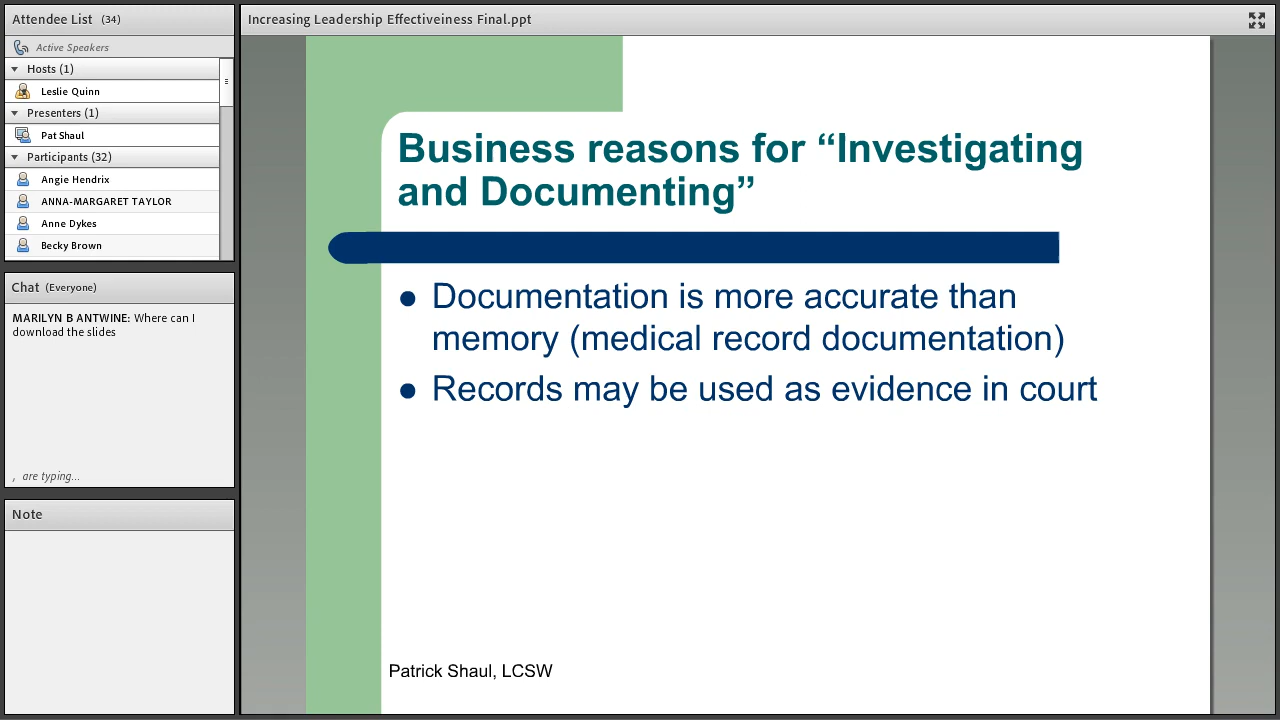 Attendee List (34)
Active Speakers
Hosts (1)
Leslie Quinn
Presenters (1)
Pat Shaul
Participants (32)
Angie Hendrix
ANNA-MARGARET TAYLOR
Anne Dykes
Becky Brown
Chat (Everyone)
MARILYN B ANTWINE: Where can I
download the slides
, are typing...
Note
Increasing Leadership Effectiveiness Final.ppt
Business reasons for “Investigating
and Documenting”
● Documentation is more accurate than
memory (medical record documentation)
● Records may be used as evidence in court
Patrick Shaul, LCSW